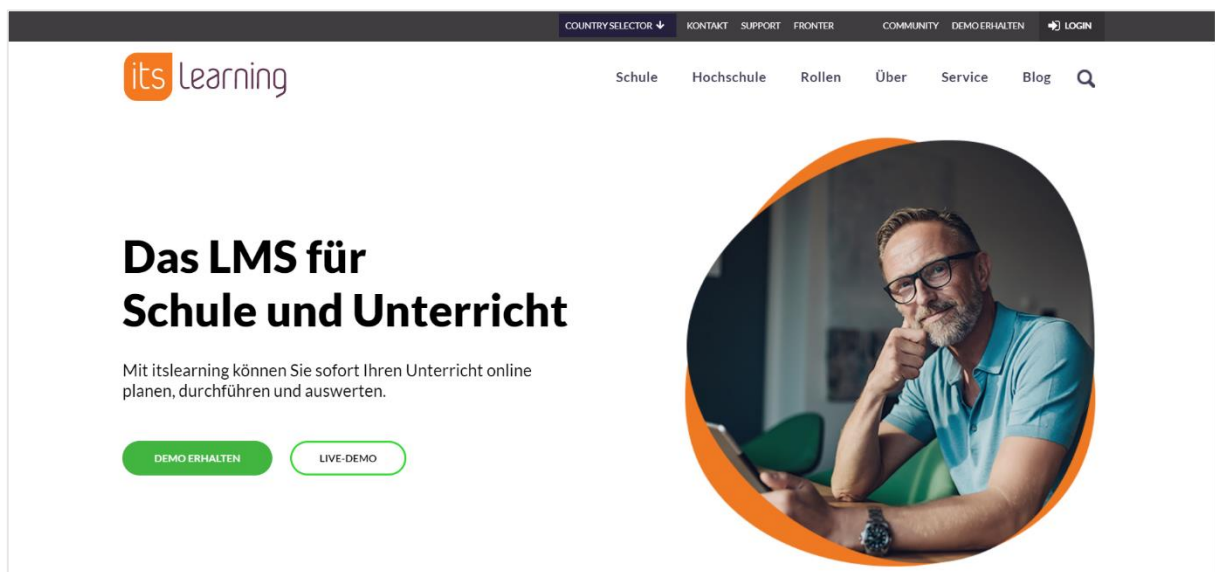 COUNTRY SELECTOR KONTAKT SUPPORT FRONTER COMMUNITY DEMO ERHALTEN LOGIN
its learning
Schule Hochschule Rollen Über Service Blog
Das LMS für
Schule und Unterricht
Mit itslearning können Sie sofort Ihren Unterricht online
planen, durchführen und auswerten.
DEMO ERHALTEN LIVE-DEMO